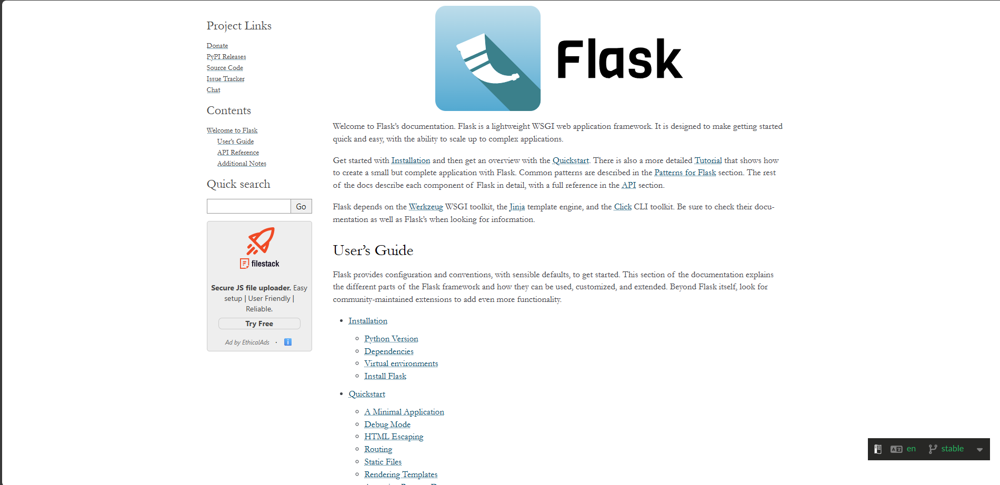 Project Links
Donate
PyPI Releases
Source Code
Issue Tracker
Chat
Contents
Welcome to Flask
User’s Guide
API Reference
Additional Notes
Quick search
Go
filestack
Secure JS file uploader. Easy
setup | User Friendly |
Reliable.
Try Free
Ad by EthicalAds ·
Flask
Welcome to Flask’s documentation. Flask is a lightweight WSGI web application framework. It is designed to make getting started
quick and easy, with the ability to scale up to complex applications.
Get started with Installation and then get an overview with the Quickstart. There is also a more detailed Tutorial that shows how
to create a small but complete application with Flask. Common patterns are described in the Patterns for Flask section. The rest
of the docs describe each component of Flask in detail, with a full reference in the API section.
Flask depends on the Werkzeug WSGI toolkit, the Jinja template engine, and the Click CLI toolkit. Be sure to check their docu-
mentation as well as Flask’s when looking for information.
User’s Guide
Flask provides configuration and conventions, with sensible defaults, to get started. This section of the documentation explains
the different parts of the Flask framework and how they can be used, customized, and extended. Beyond Flask itself, look for
community-maintained extensions to add even more functionality.
• Installation
◦ Python Version
◦ Dependencies
◦ Virtual environments
◦ Install Flask
• Quickstart
◦ A Minimal Application
◦ Debug Mode
◦ HTML Escaping
◦ Routing
◦ Static Files
◦ Rendering Templates
en stable